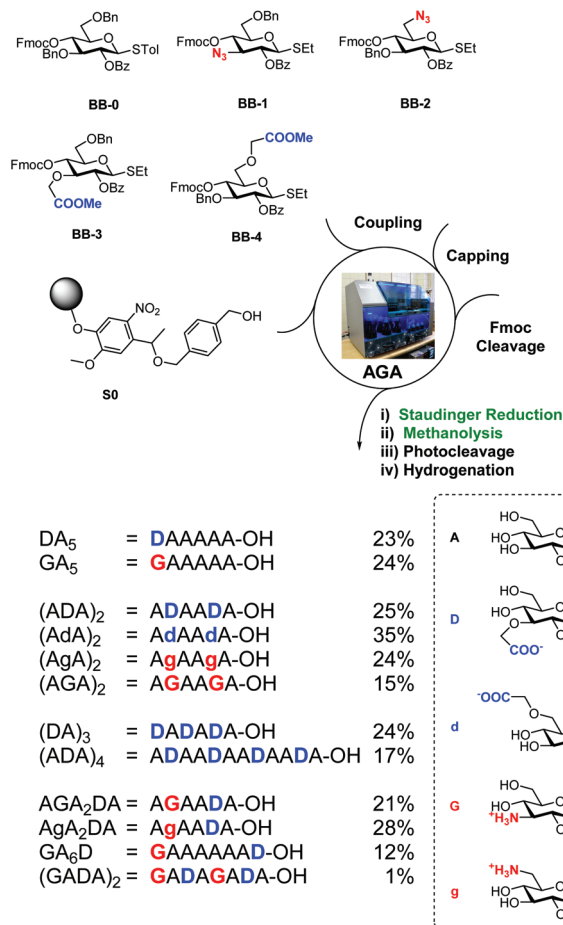 OBn
FmocO
BnO
O
STol
OBz
BB-0
OBn
FmocO
N3
O
SEt
OBz
BB-1
N3
FmocO
BnO
O
SEt
OBz
BB-2
OBn
FmocO
O
O
SEt
OBz
COOMe
BB-3
COOMe
O
FmocO
BnO
O
SEt
OBz
BB-4
NO2
O
O
O
OH
S0
Coupling
Capping
Fmoc
Cleavage
AGA
i) Staudinger Reduction
ii) Methanolysis
iii) Photocleavage
iv) Hydrogenation
DA5 = DAAAAA-OH 23%
GA5 = GAAAAA-OH 24%
(ADA)2 = ADAADA-OH 25%
(AdA)2 = AdAAdA-OH 35%
(AgA)2 = AgAAgA-OH 24%
(AGA)2 = AGAAGA-OH 15%
(DA)3 = DADADA-OH 24%
(ADA)4 = ADAADAADAADA-OH 17%
AGA2DA = AGAADA-OH 21%
AgA2DA = AgAADA-OH 28%
GA6D = GAAAAAAD-OH 12%
(GADA)2 = GADAGADA-OH 1%
A
HO
HO
HO
D
HO
HO
O
COO-
d
-OOC
O
HO
HO
G
HO
HO
+H3N
g
+H3N
HO
HO